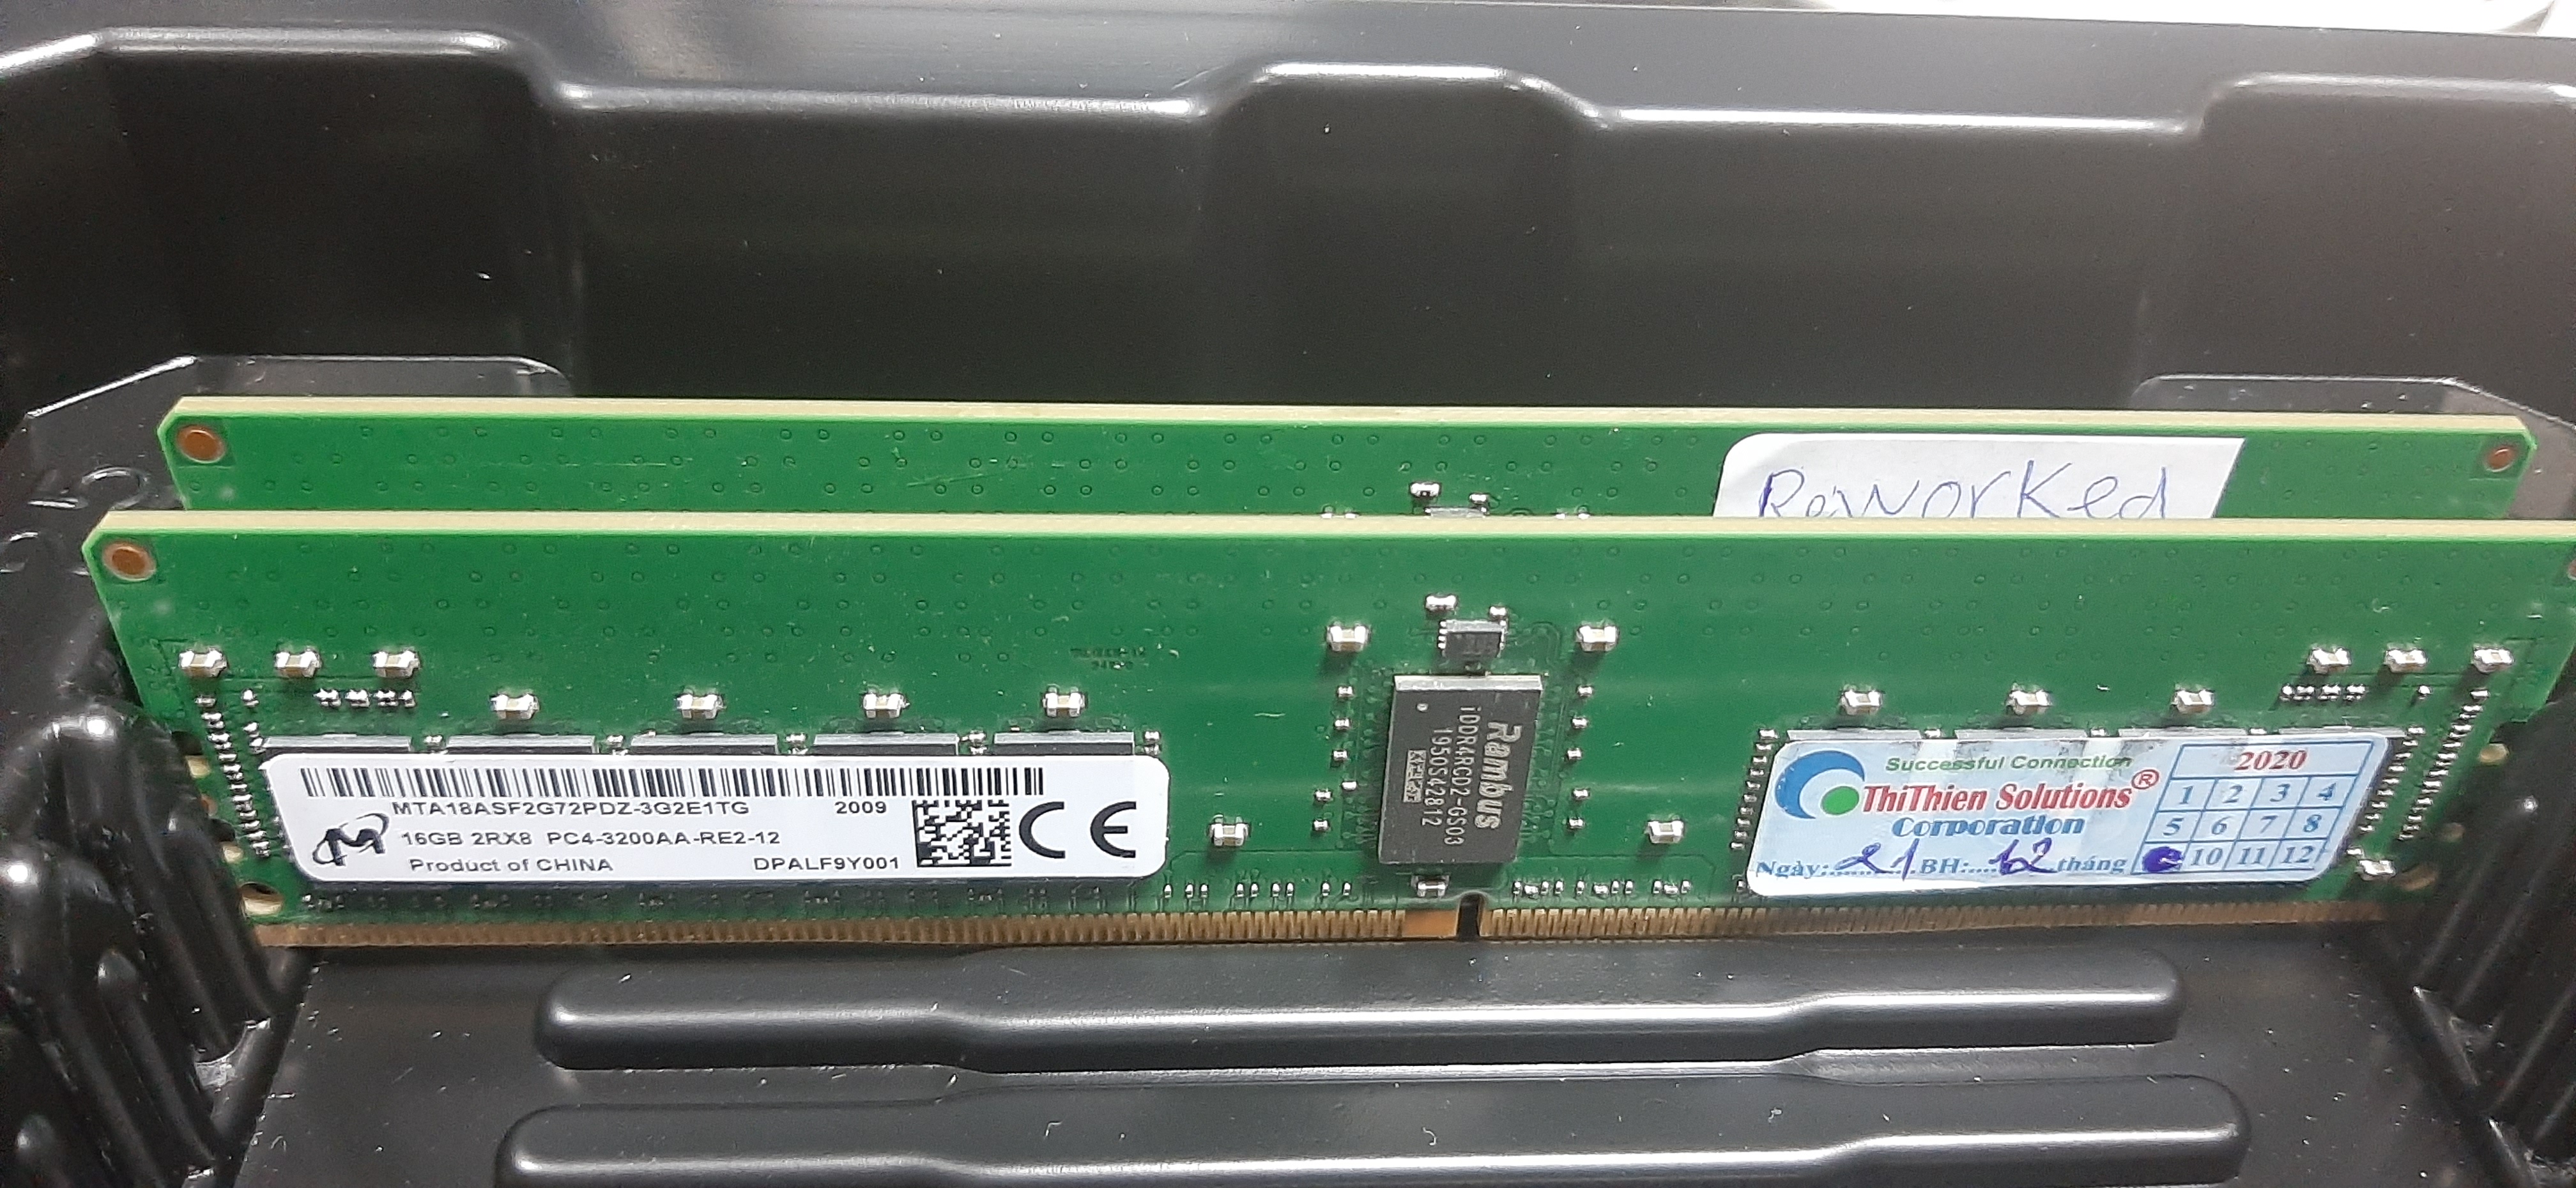 Reworked
MTA18ASF2G72PDZ-3G2E1TG 2009
16GB 2RX8 PC4-3200AA-RE2-12
Product of CHINA DPALF9Y001
CE
Rambus
iDDR4RCD02-GS03
1950S462812
Successful Connection
ThiThien Solutions®
Corporation
Ngày:....21....BH:....12...tháng
2020
1 2 3 4
5 6 7 8
10 11 12